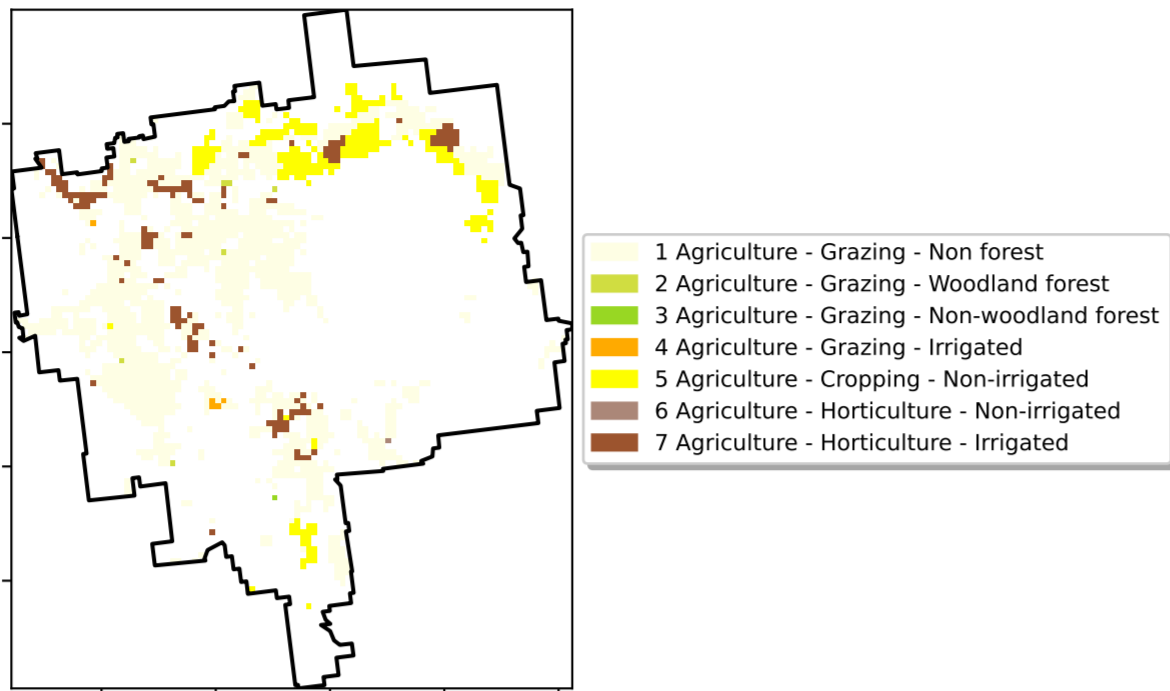 1 Agriculture - Grazing - Non forest
2 Agriculture - Grazing - Woodland forest
3 Agriculture - Grazing - Non-woodland forest
4 Agriculture - Grazing - Irrigated
5 Agriculture - Cropping - Non-irrigated
6 Agriculture - Horticulture - Non-irrigated
7 Agriculture - Horticulture - Irrigated